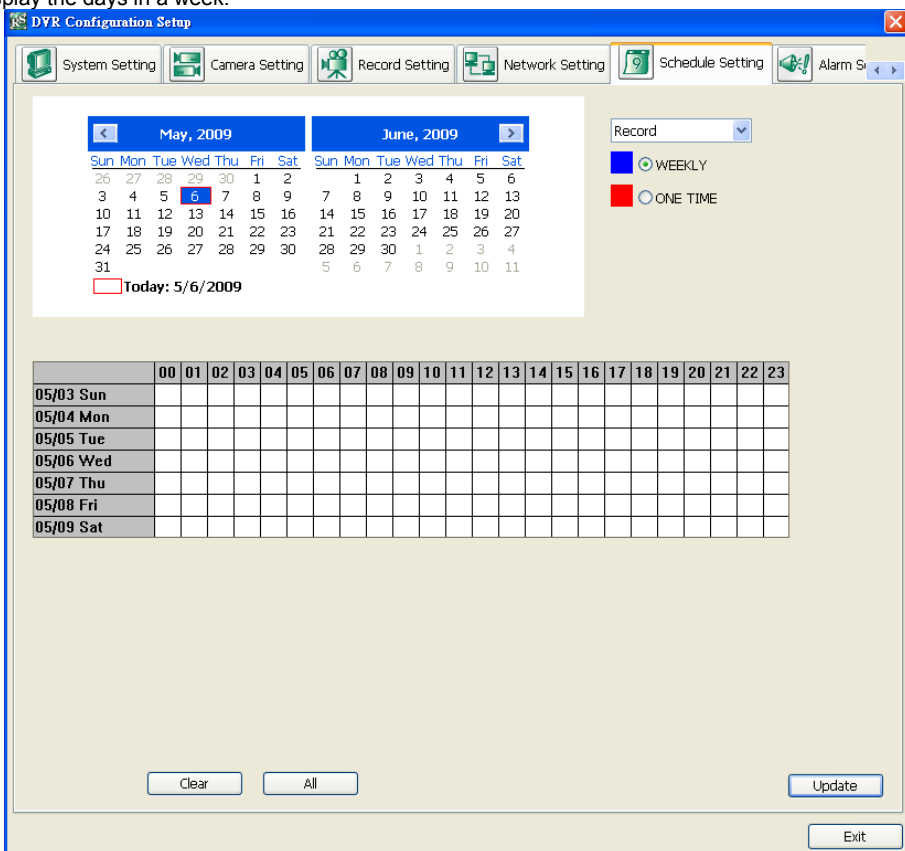 play the days in a week.
DVR Configuration Setup
System Setting Camera Setting Record Setting Network Setting 9 Schedule Setting Alarm
May, 2009 June, 2009
Sun Mon Tue Wed Thu Fri Sat Sun Mon Tue Wed Thu Fri Sat
26 27 28 29 30 1 2 1 2 3 4 5 6
3 4 5 6 7 8 9 7 8 9 10 11 12 13
10 11 12 13 14 15 16 14 15 16 17 18 19 20
17 18 19 20 21 22 23 21 22 23 24 25 26 27
24 25 26 27 28 29 30 28 29 30 1 2 3 4
31 5 6 7 8 9 10 11
Today: 5/6/2009
Record
WEEKLY
ONE TIME
00 01 02 03 04 05 06 07 08 09 10 11 12 13 14 15 16 17 18 19 20 21 22 23
05/03 Sun
05/04 Mon
05/05 Tue
05/06 Wed
05/07 Thu
05/08 Fri
05/09 Sat
Clear All Update
Exit